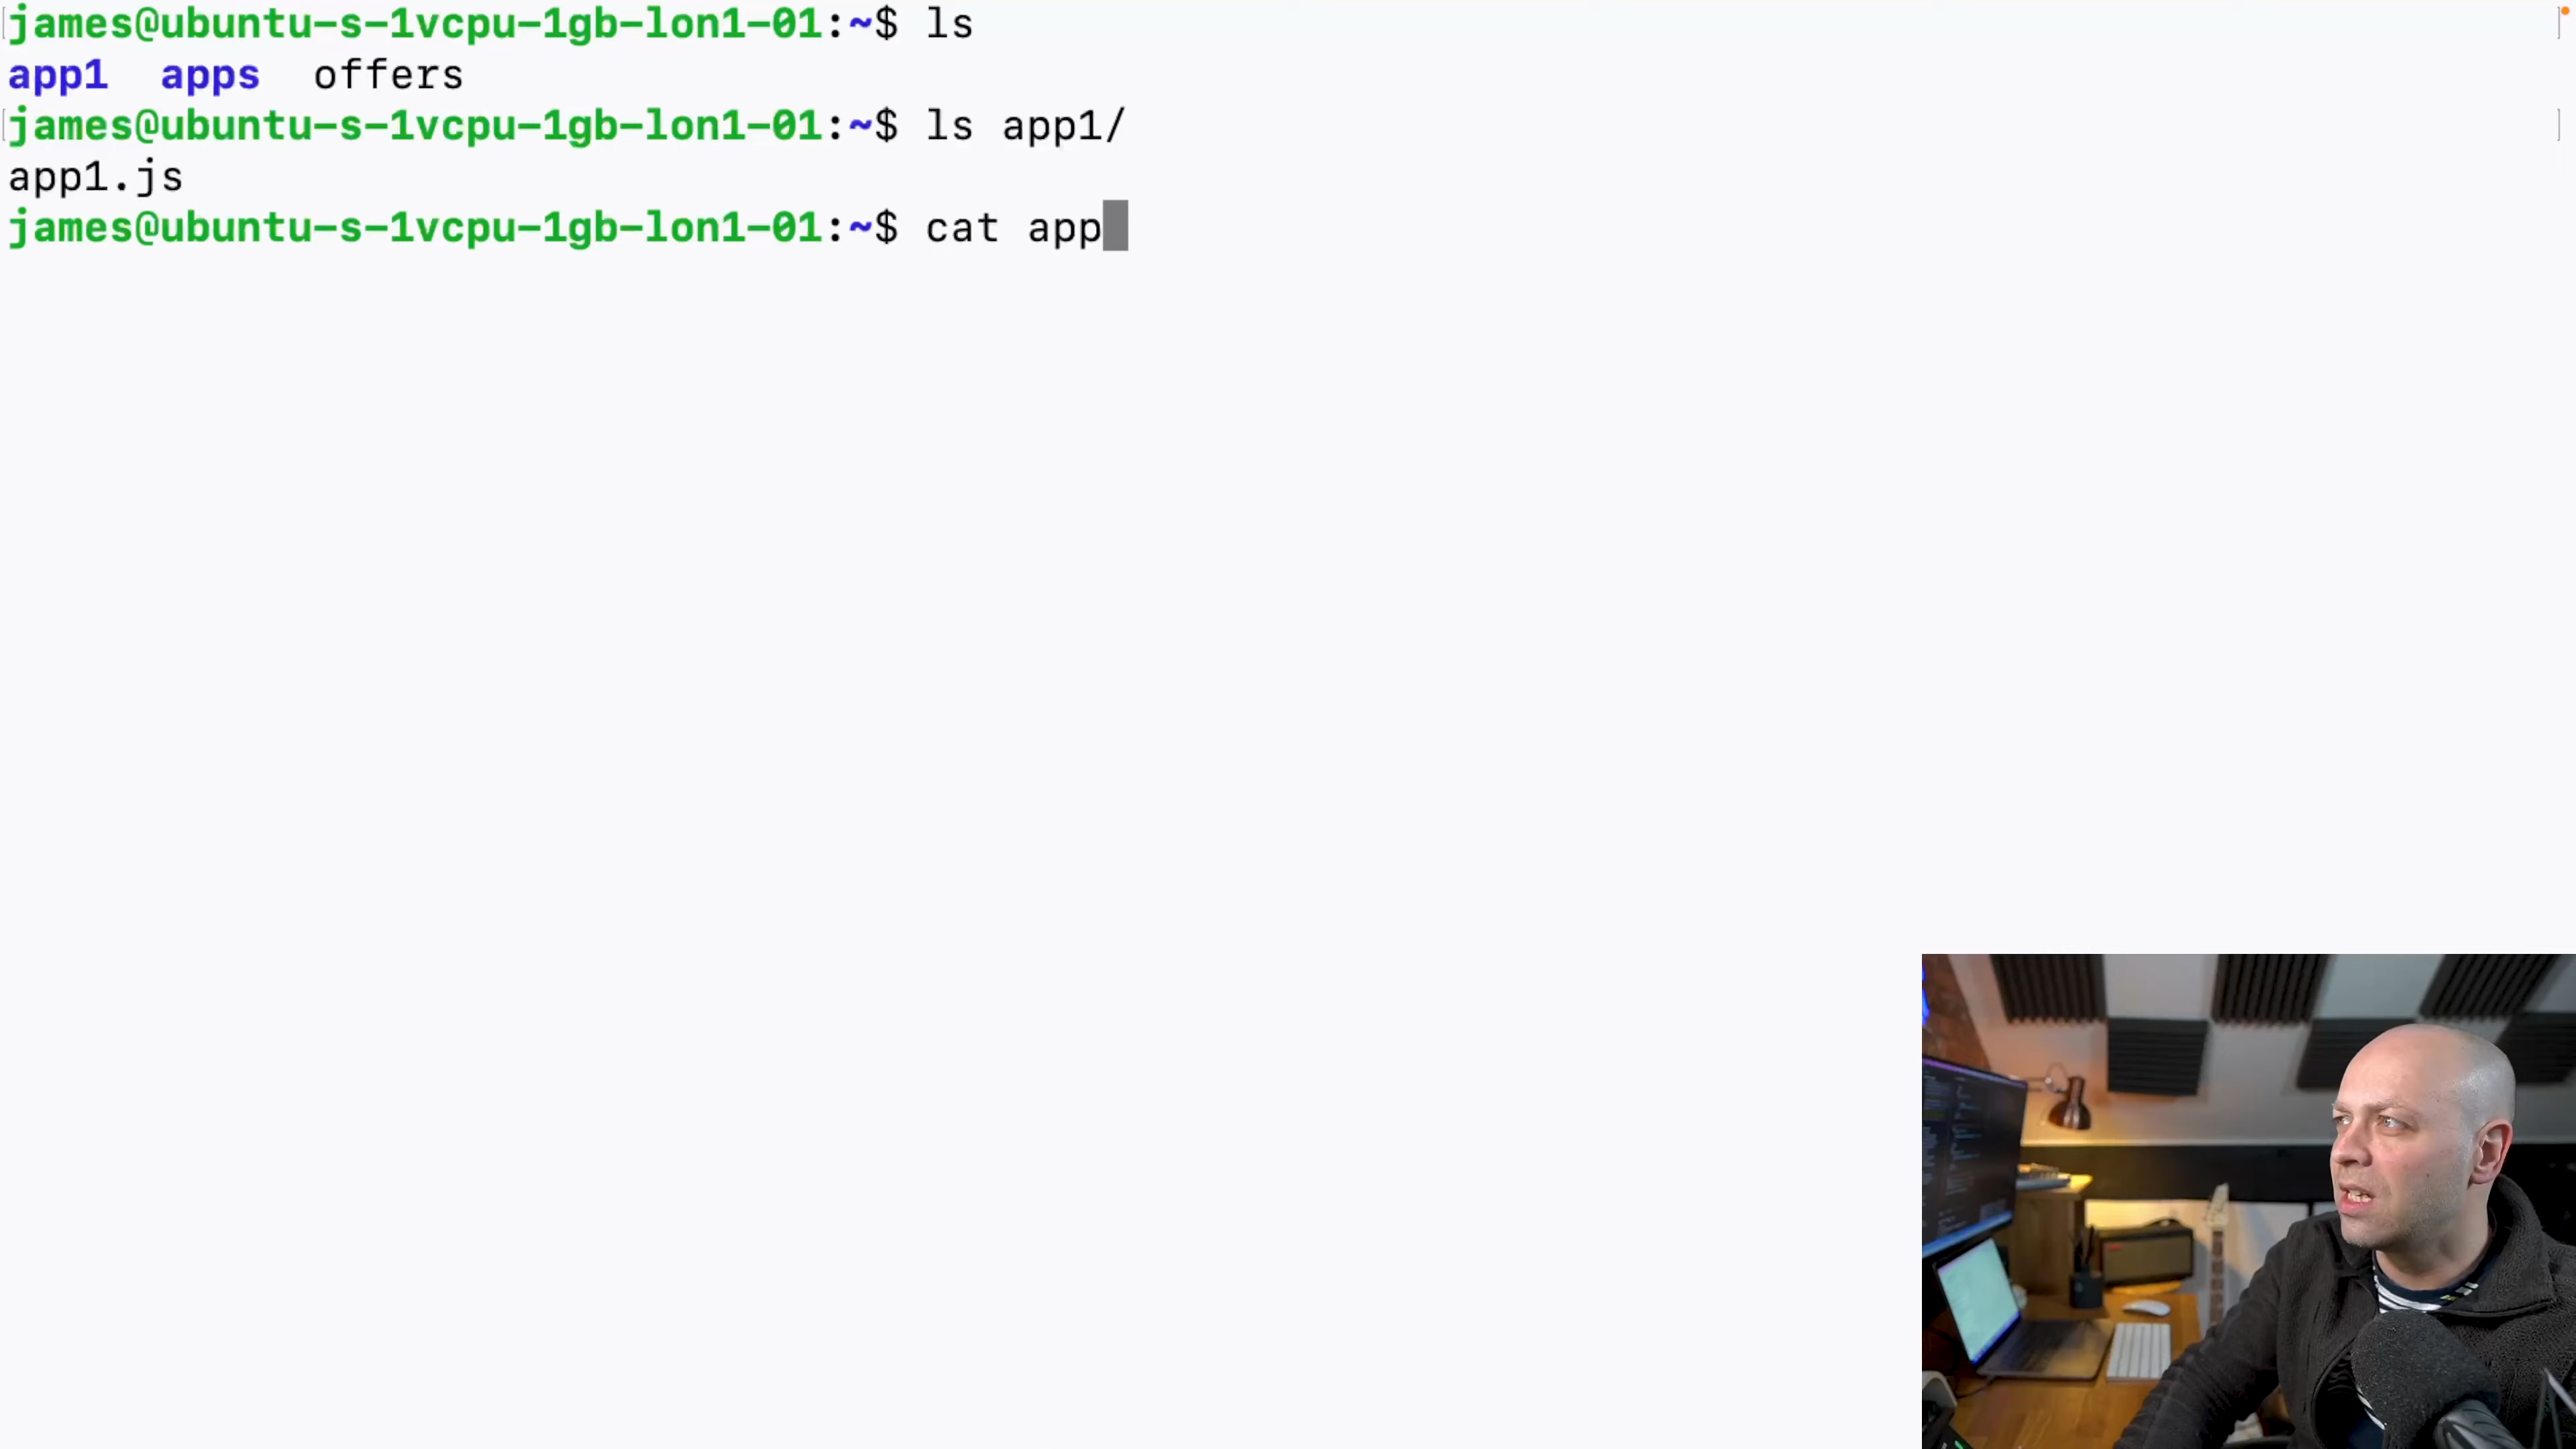 james@ubuntu-s-1vcpu-1gb-lon1-01:~$ ls
app1  apps  offers
james@ubuntu-s-1vcpu-1gb-lon1-01:~$ ls app1/
app1.js
james@ubuntu-s-1vcpu-1gb-lon1-01:~$ cat app